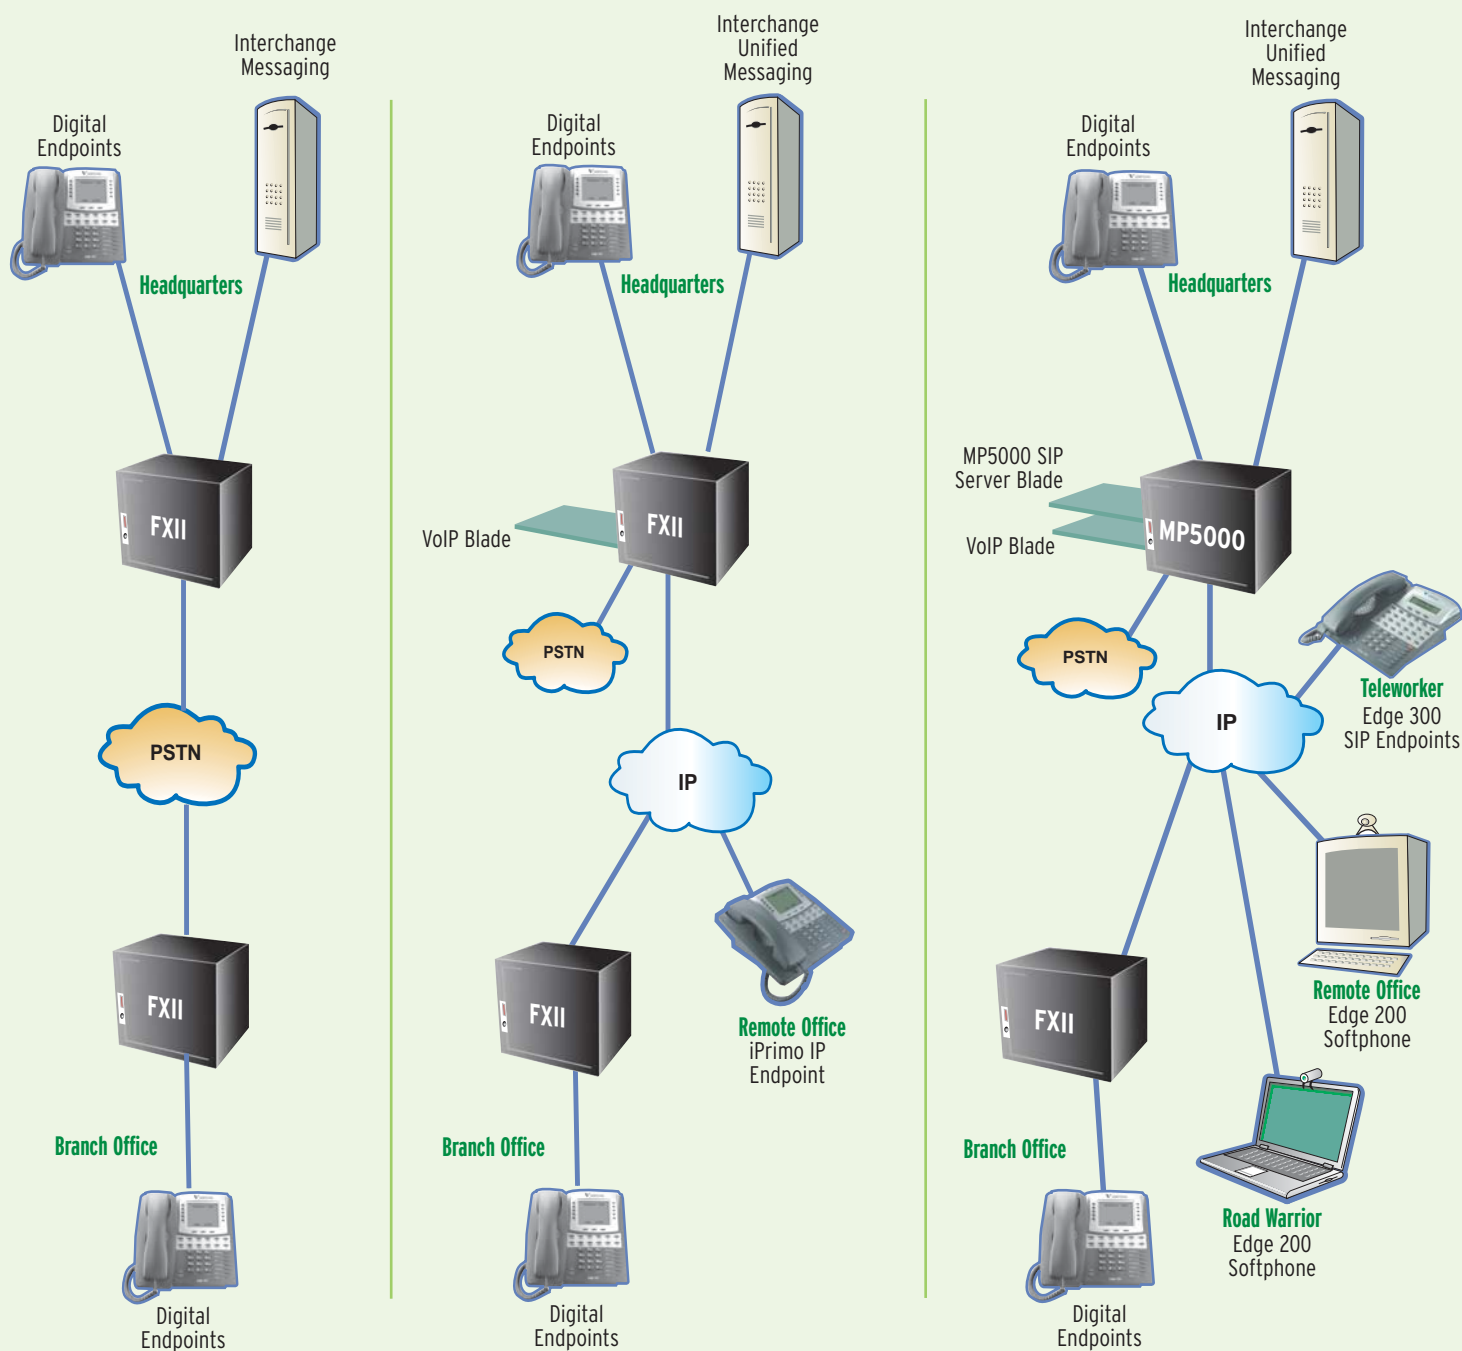 Interchange
Messaging
Digital
Endpoints
Headquarters
FXII
PSTN
FXII
Branch Office
Digital
Endpoints
Interchange
Unified
Messaging
Digital
Endpoints
Headquarters
VoIP Blade
FXII
PSTN
IP
FXII
Remote Office
iPrimo IP
Endpoint
Branch Office
Digital
Endpoints
Interchange
Unified
Messaging
Digital
Endpoints
Headquarters
MP5000 SIP
Server Blade
VoIP Blade
MP5000
PSTN
IP
Teleworker
Edge 300
SIP Endpoints
Remote Office
Edge 200
Softphone
FXII
Branch Office
Road Warrior
Edge 200
Softphone
Digital
Endpoints